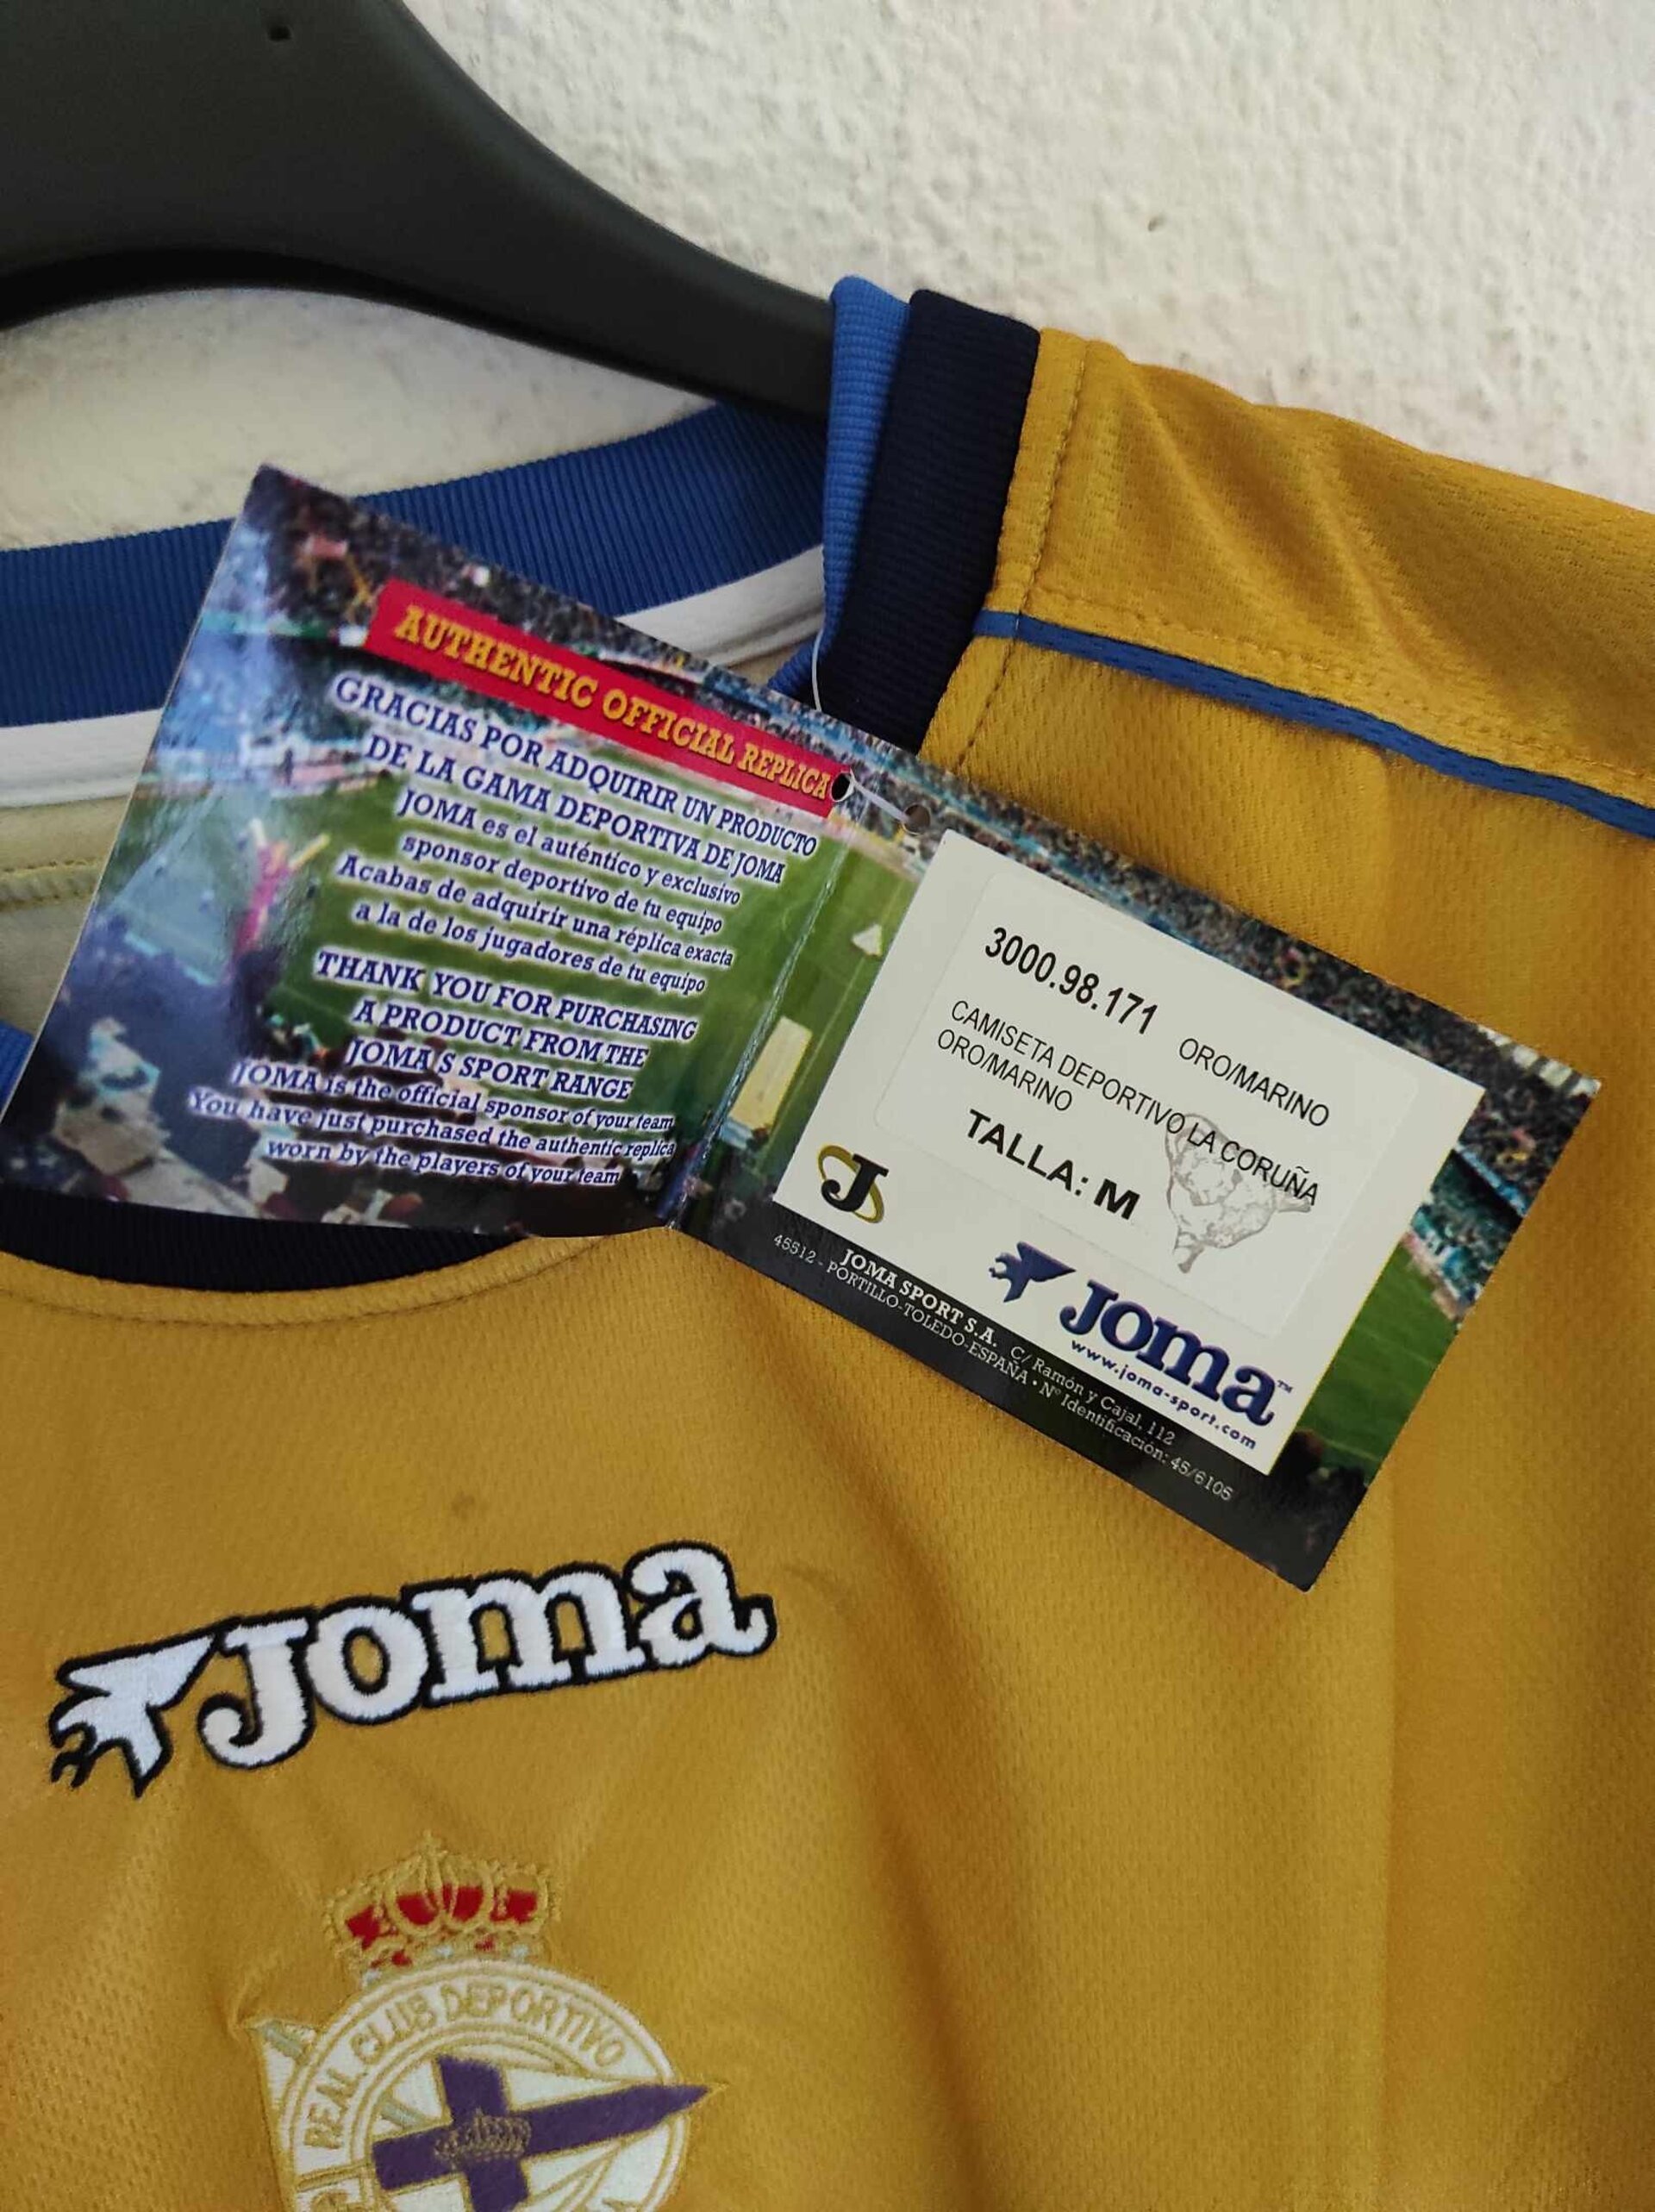 AUTHENTIC OFFICIAL REPLICA
GRACIAS POR ADQUIRIR UN PRODUCTO
DE LA GAMA DEPORTIVA DE JOMA
JOMA es el auténtico y exclusivo
sponsor deportivo de tu equipo
Acabas de adquirir una réplica exacta
a la de los jugadores de tu equipo
THANK YOU FOR PURCHASING
A PRODUCT FROM THE
JOMA'S SPORT RANGE
JOMA is the official sponsor of your team
You have just purchased the authentic replica
worn by the players of your team
3000.98.171 ORO/MARINO
CAMISETA DEPORTIVO LA CORUÑA
ORO/MARINO
TALLA: M
J
Joma™
www.joma-sport.com
JOMA SPORT S.A. C/ Ramón y Cajal, 112
45512 - PORTILLO-TOLEDO-ESPAÑA · Nº Identificación: 45/6105
Joma
REAL CLUB DEPORTIVO